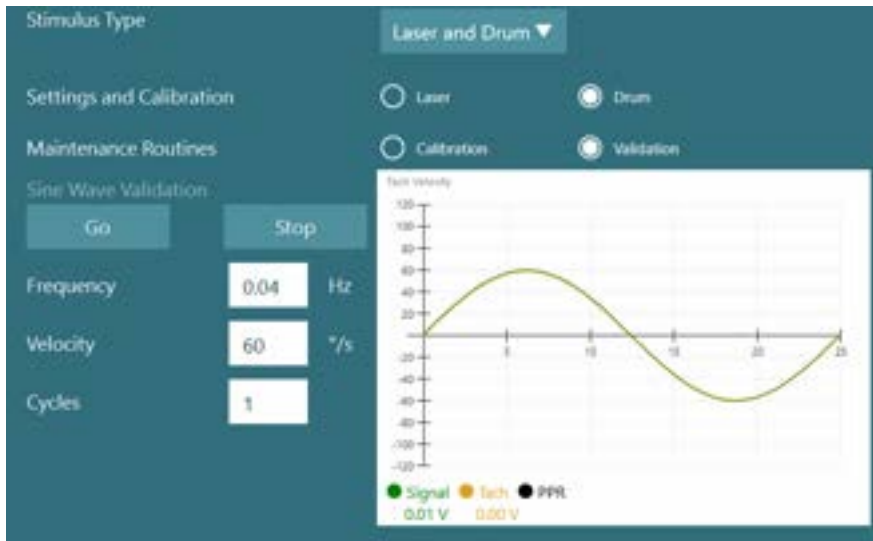 Stimulus Type
Laser and Drum ▼
Settings and Calibration
Laser
Drum
Maintenance Routines
Calibration
Validation
Sine Wave Validation
Go
Stop
Frequency
0.04
Hz
Velocity
60
°/s
Cycles
1
Tach Velocity
120
100
80
60
40
20
5
10
15
20
25
-20
-40
-60
-80
-100
-120
Signal Tach PPR
0.01 V 0.00 V